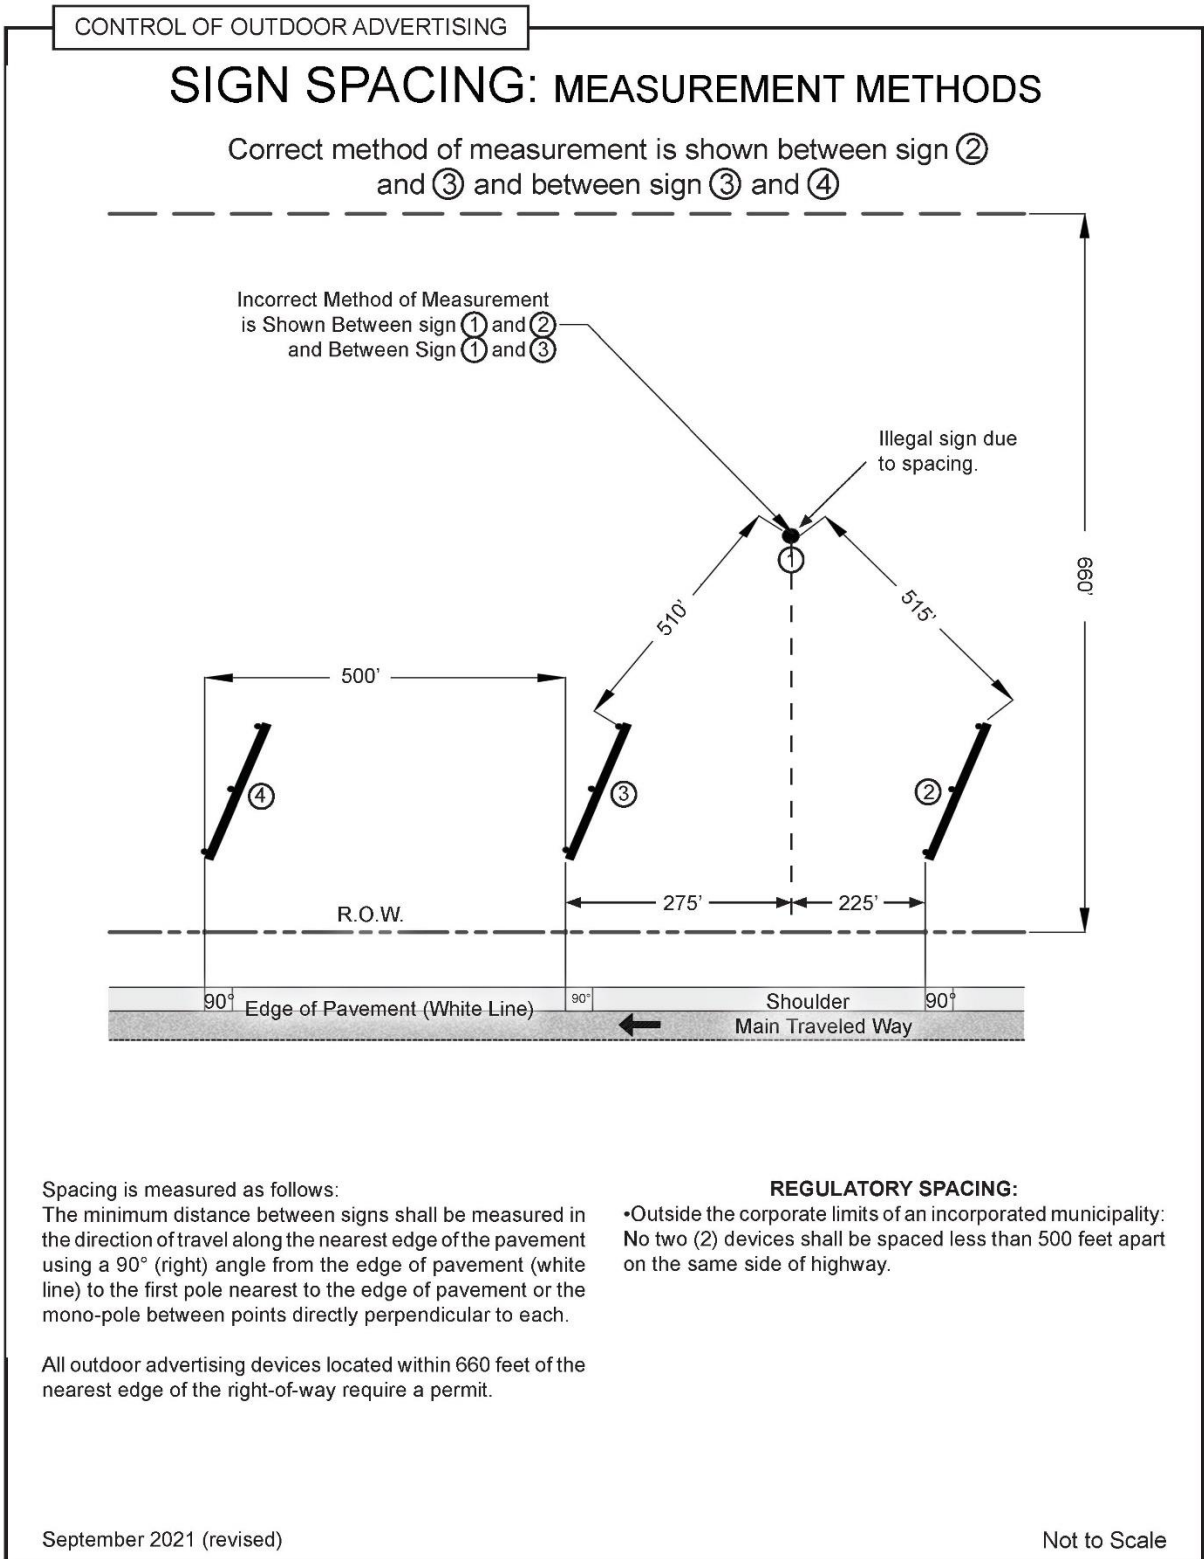 CONTROL OF OUTDOOR ADVERTISING
SIGN SPACING: MEASUREMENT METHODS
Correct method of measurement is shown between sign ②
and ③ and between sign ③ and ④
Incorrect Method of Measurement
is Shown Between sign ① and ②
and Between Sign ① and ③
Illegal sign due
to spacing.
①
660'
510'
515'
500'
④
③
②
275'
225'
R.O.W.
90°
Edge of Pavement (White Line)
90°
Shoulder
90°
Main Traveled Way
Spacing is measured as follows:
The minimum distance between signs shall be measured in
the direction of travel along the nearest edge of the pavement
using a 90° (right) angle from the edge of pavement (white
line) to the first pole nearest to the edge of pavement or the
mono-pole between points directly perpendicular to each.
All outdoor advertising devices located within 660 feet of the
nearest edge of the right-of-way require a permit.
REGULATORY SPACING:
•Outside the corporate limits of an incorporated municipality:
No two (2) devices shall be spaced less than 500 feet apart
on the same side of highway.
September 2021 (revised)
Not to Scale